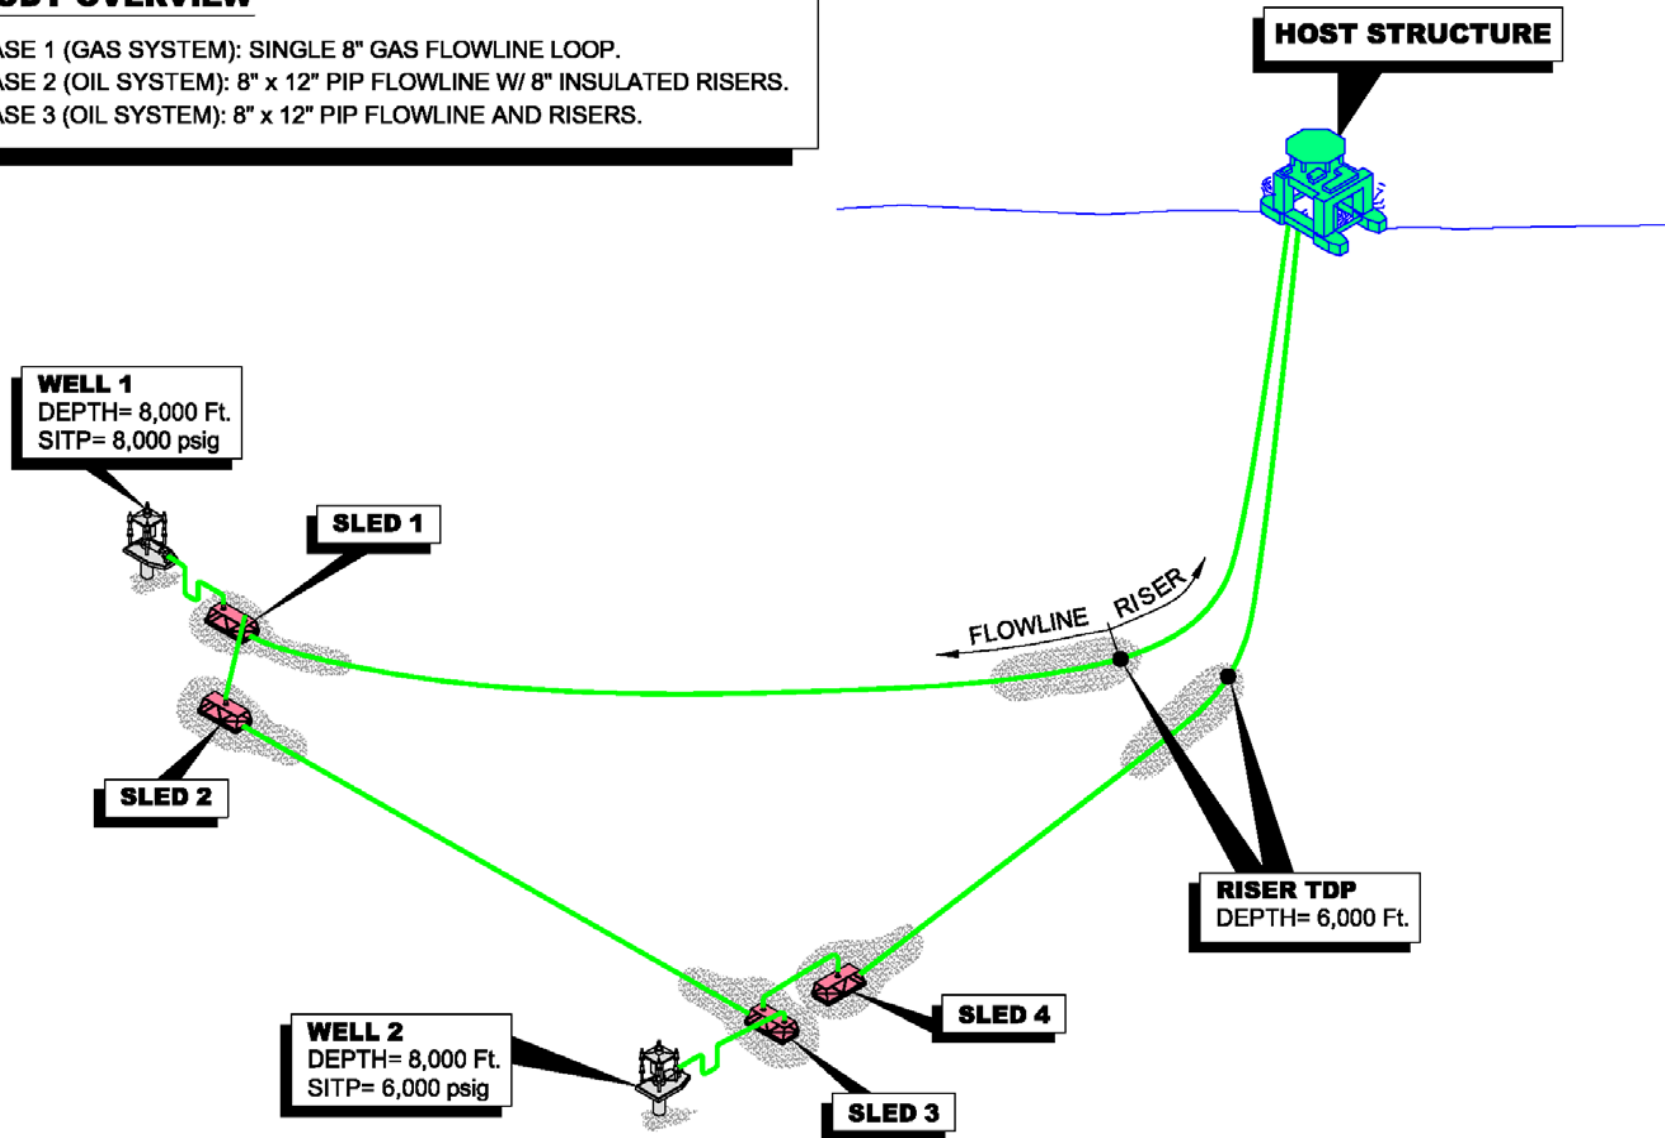 HOST STRUCTURE
ASE 1 (GAS SYSTEM): SINGLE 8" GAS FLOWLINE LOOP.
ASE 2 (OIL SYSTEM): 8" x 12" PIP FLOWLINE W/ 8" INSULATED RISERS.
ASE 3 (OIL SYSTEM): 8" x 12" PIP FLOWLINE AND RISERS.
WELL 1
DEPTH= 8,000 Ft.
SITP= 8,000 psig
SLED 1
FLOWLINE
RISER
SLED 2
RISER TDP
DEPTH= 6,000 Ft.
SLED 4
WELL 2
DEPTH= 8,000 Ft.
SITP= 6,000 psig
SLED 3